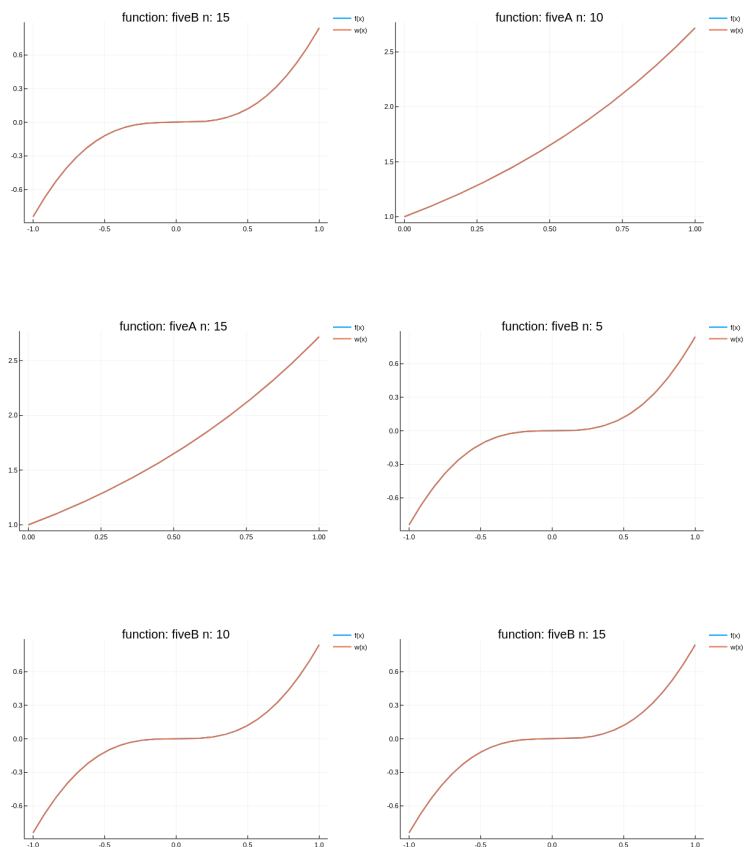 function: fiveB n: 15
f(x)
w(x)
0.6
0.3
0.0
-0.3
-0.6
-1.0 -0.5 0.0 0.5 1.0
function: fiveA n: 10
f(x)
w(x)
2.5
2.0
1.5
1.0
0.00 0.25 0.50 0.75 1.00
function: fiveA n: 15
f(x)
w(x)
2.5
2.0
1.5
1.0
0.00 0.25 0.50 0.75 1.00
function: fiveB n: 5
f(x)
w(x)
0.6
0.3
0.0
-0.3
-0.6
-1.0 -0.5 0.0 0.5 1.0
function: fiveB n: 10
f(x)
w(x)
0.6
0.3
0.0
-0.3
-0.6
-1.0 -0.5 0.0 0.5 1.0
function: fiveB n: 15
f(x)
w(x)
0.6
0.3
0.0
-0.3
-0.6
-1.0 -0.5 0.0 0.5 1.0